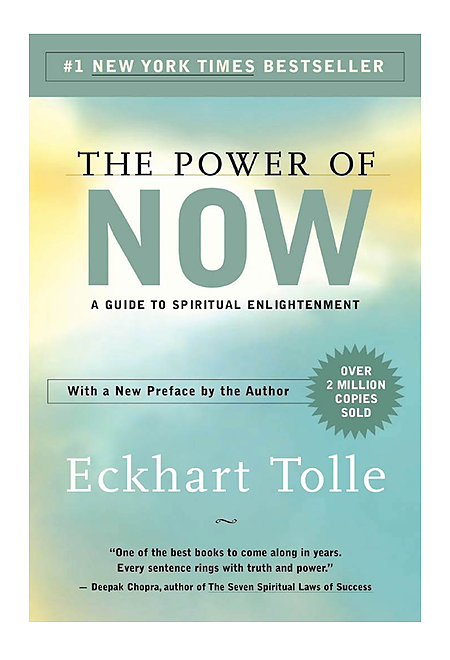 #1 NEW YORK TIMES BESTSELLER
THE POWER OF
NOW
A GUIDE TO SPIRITUAL ENLIGHTENMENT
With a New Preface by the Author
OVER
2 MILLION
COPIES
SOLD
Eckhart Tolle
“One of the best books to come along in years.
Every sentence rings with truth and power.”
— Deepak Chopra, author of The Seven Spiritual Laws of Success